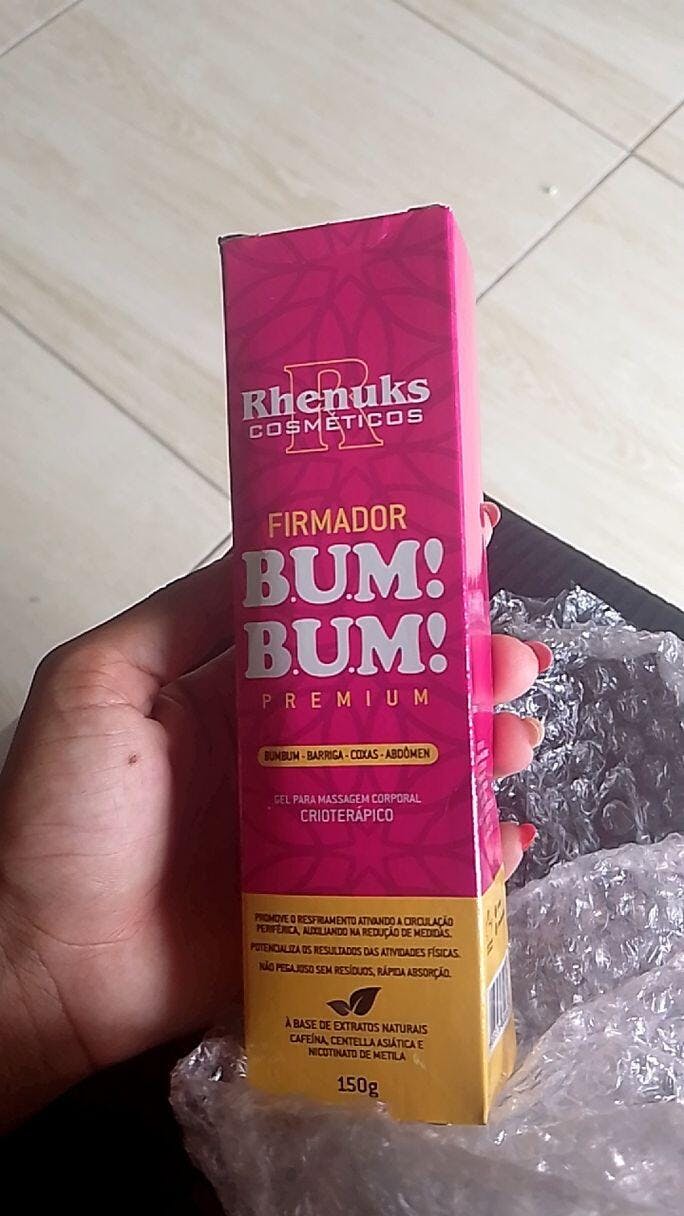 R
Rhenuks
COSMÉTICOS
FIRMADOR
B.U.M!
B.U.M!
PREMIUM
BUMBUM - BARRIGA - COXAS - ABDÔMEN
GEL PARA MASSAGEM CORPORAL
CRIOTERÁPICO
PROMOVE O RESFRIAMENTO ATIVANDO A CIRCULAÇÃO
PERIFÉRICA, AUXILIANDO NA REDUÇÃO DE MEDIDAS.
POTENCIALIZA OS RESULTADOS DAS ATIVIDADES FÍSICAS.
NÃO PEGAJOSO SEM RESÍDUOS, RÁPIDA ABSORÇÃO.
À BASE DE EXTRATOS NATURAIS
CAFEÍNA, CENTELLA ASIÁTICA E
NICOTINATO DE METILA
150g